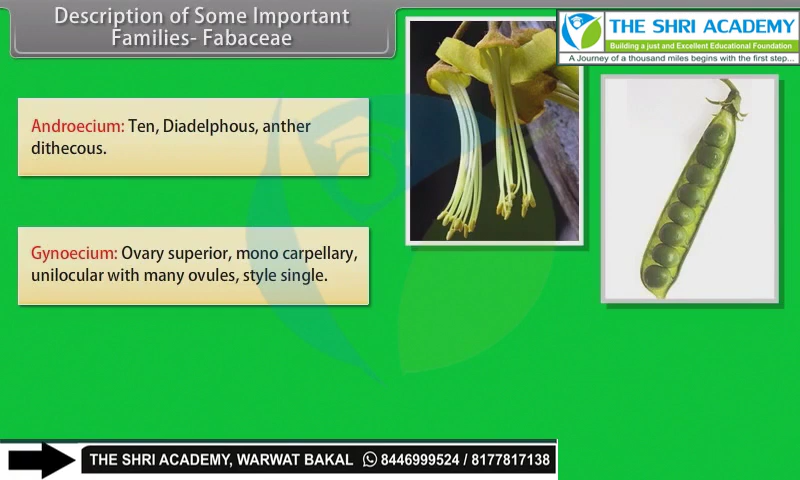 Description of Some Important
Families- Fabaceae
THE SHRI ACADEMY
Building a just and Excellent Educational Foundation
A Journey of a thousand miles begins with the first step...
Androecium: Ten, Diadelphous, anther
dithecous.
Gynoecium: Ovary superior, mono carpellary,
unilocular with many ovules, style single.
THE SHRI ACADEMY, WARWAT BAKAL 8446999524 / 8177817138